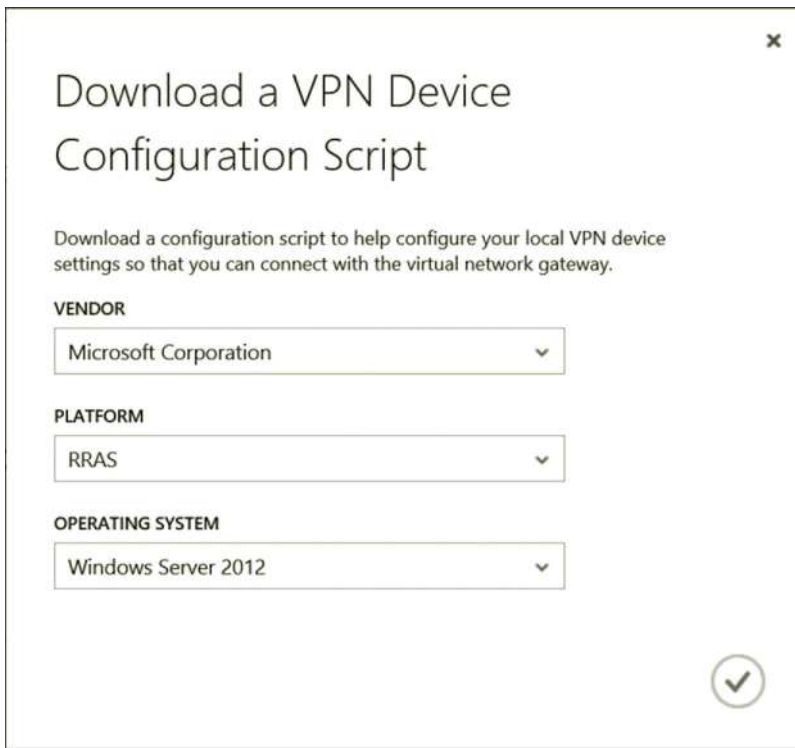 Download a VPN Device
Configuration Script
Download a configuration script to help configure your local VPN device
settings so that you can connect with the virtual network gateway.
VENDOR
Microsoft Corporation
PLATFORM
RRAS
OPERATING SYSTEM
Windows Server 2012